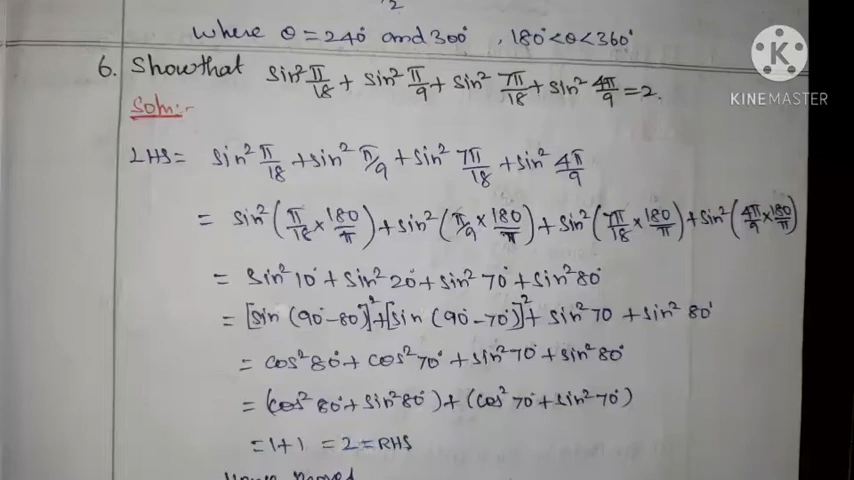 2
where θ = 240° and 300° , 180° < θ < 360°
KINEMASTER
6. Show that sin² π/18 + sin² π/9 + sin² 7π/18 + sin² 4π/9 = 2.
Soln:-
LHS = sin² π/18 + sin² π/9 + sin² 7π/18 + sin² 4π/9
= sin² (π/18 × 180/π) + sin² (π/9 × 180/π) + sin² (7π/18 × 180/π) + sin² (4π/9 × 180/π)
= sin² 10° + sin² 20° + sin² 70° + sin² 80°
= [sin (90°-80°)]² + [sin (90°-70°)]² + sin² 70 + sin² 80°
= cos² 80° + cos² 70° + sin² 70° + sin² 80°
= (cos² 80° + sin² 80°) + (cos² 70° + sin² 70°)
= 1+1 = 2 = RHS
Hence Proved